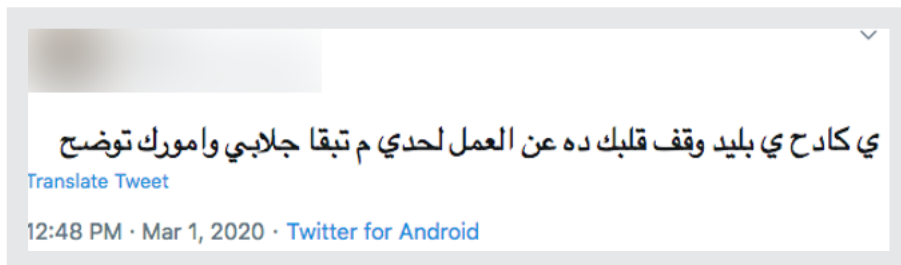 ي كادح ي بليد وقف قلبك ده عن العمل لحدي م تبقا جلابي وامورك توضح
Translate Tweet
12:48 PM · Mar 1, 2020 · Twitter for Android